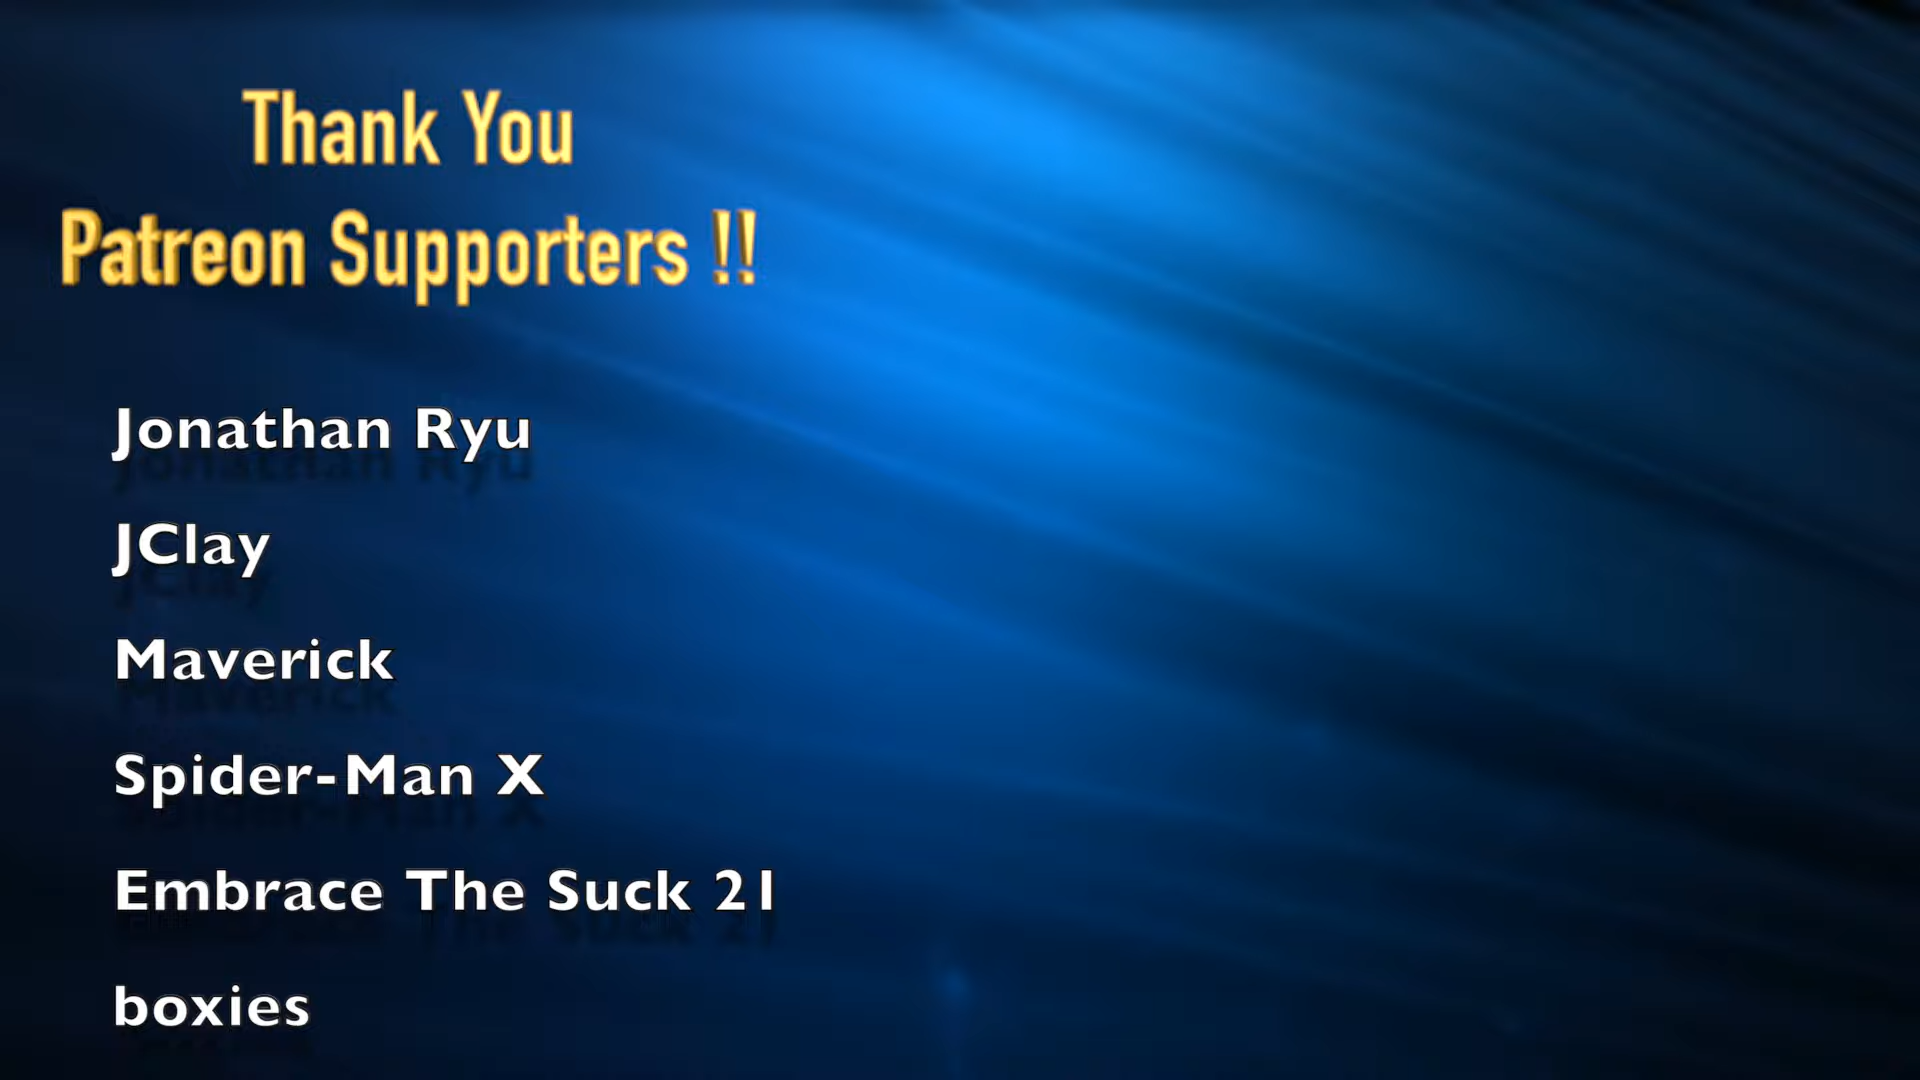 Thank You
Patreon Supporters !!
Jonathan Ryu
JClay
Maverick
Spider-Man X
Embrace The Suck 21
boxies